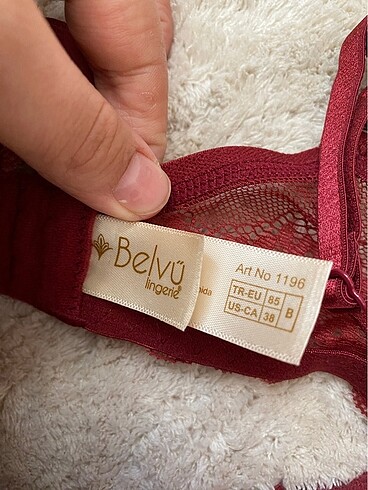 Belvü
lingerie®
Art No 1196
TR-EU 85 B
US-CA 38